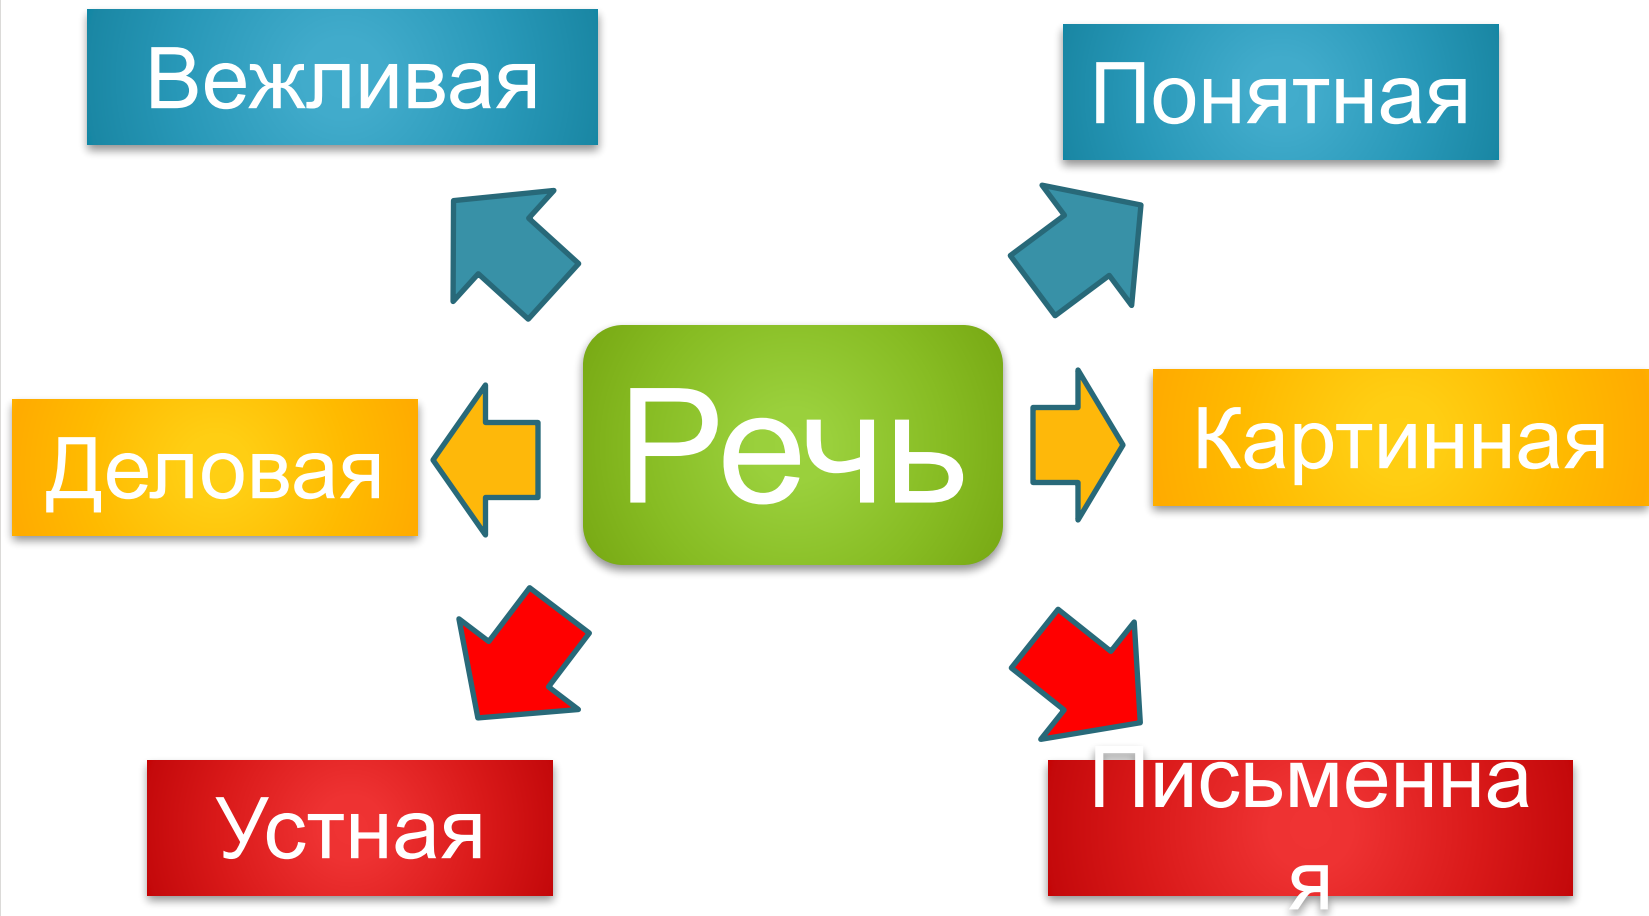 Вежливая
Понятная
Речь
Деловая
Картинная
Устная
Письменна
я